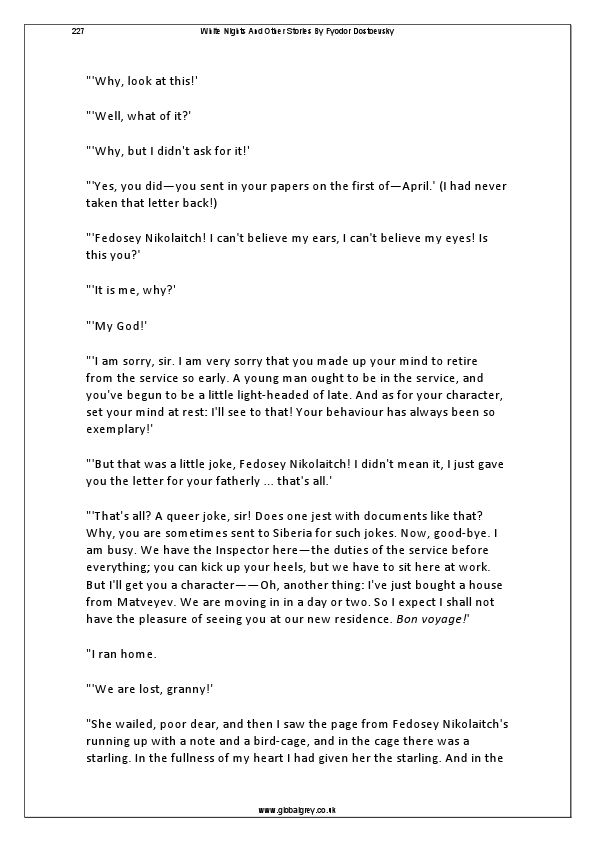 227 White Nights And Other Stories By Fyodor Dostoevsky
"'Why, look at this!'
"'Well, what of it?'
"'Why, but I didn't ask for it!'
"'Yes, you did—you sent in your papers on the first of—April.' (I had never
taken that letter back!)
"'Fedosey Nikolaitch! I can't believe my ears, I can't believe my eyes! Is
this you?'
"'It is me, why?'
"'My God!'
"'I am sorry, sir. I am very sorry that you made up your mind to retire
from the service so early. A young man ought to be in the service, and
you've begun to be a little light-headed of late. And as for your character,
set your mind at rest: I'll see to that! Your behaviour has always been so
exemplary!'
"'But that was a little joke, Fedosey Nikolaitch! I didn't mean it, I just gave
you the letter for your fatherly ... that's all.'
"'That's all? A queer joke, sir! Does one jest with documents like that?
Why, you are sometimes sent to Siberia for such jokes. Now, good-bye. I
am busy. We have the Inspector here—the duties of the service before
everything; you can kick up your heels, but we have to sit here at work.
But I'll get you a character——Oh, another thing: I've just bought a house
from Matveyev. We are moving in in a day or two. So I expect I shall not
have the pleasure of seeing you at our new residence. Bon voyage!'
"I ran home.
"'We are lost, granny!'
"She wailed, poor dear, and then I saw the page from Fedosey Nikolaitch's
running up with a note and a bird-cage, and in the cage there was a
starling. In the fullness of my heart I had given her the starling. And in the
www.globalgrey.co.uk